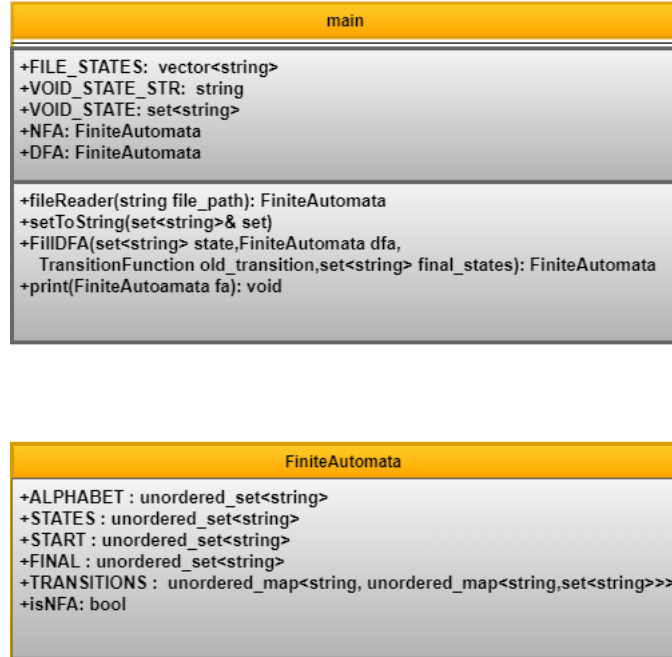 main
+FILE_STATES: vector<string>
+VOID_STATE_STR: string
+VOID_STATE: set<string>
+NFA: FiniteAutomata
+DFA: FiniteAutomata
+fileReader(string file_path): FiniteAutomata
+setToString(set<string>& set)
+FillDFA(set<string> state,FiniteAutomata dfa,
TransitionFunction old_transition,set<string> final_states): FiniteAutomata
+print(FiniteAutoamata fa): void
FiniteAutomata
+ALPHABET : unordered_set<string>
+STATES : unordered_set<string>
+START : unordered_set<string>
+FINAL : unordered_set<string>
+TRANSITIONS : unordered_map<string, unordered_map<string,set<string>>>
+isNFA: bool